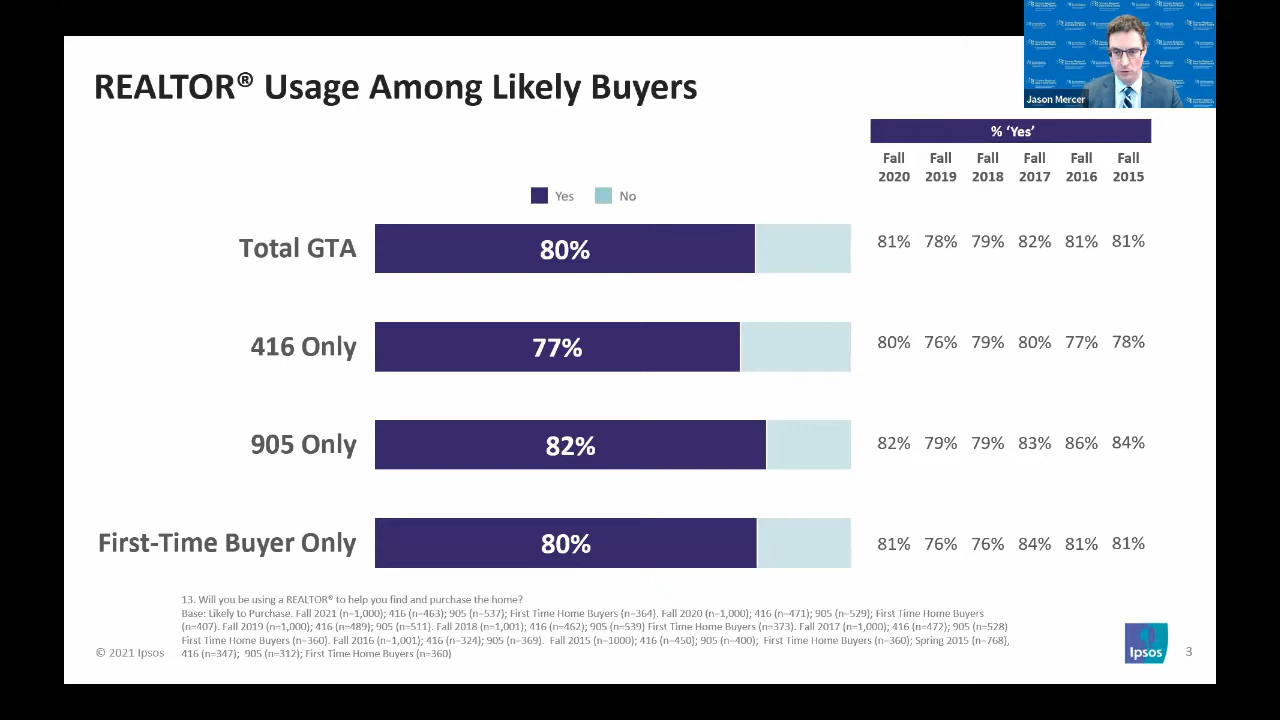 Jason Mercer
REALTOR® Usage Among Likely Buyers
% ‘Yes’
Fall 2020 Fall 2019 Fall 2018 Fall 2017 Fall 2016 Fall 2015
Yes No
Total GTA 80% 81% 78% 79% 82% 81% 81%
416 Only 77% 80% 76% 79% 80% 77% 78%
905 Only 82% 82% 79% 79% 83% 86% 84%
First-Time Buyer Only 80% 81% 76% 76% 84% 81% 81%
13. Will you be using a REALTOR® to help you find and purchase the home?
Base: Likely to Purchase. Fall 2021 (n=1,000); 416 (n=463); 905 (n=537); First Time Home Buyers (n=364). Fall 2020 (n=1,000); 416 (n=471); 905 (n=529); First Time Home Buyers
(n=407). Fall 2019 (n=1,000); 416 (n=489); 905 (n=511). Fall 2018 (n=1,001); 416 (n=462); 905 (n=539) First Time Home Buyers (n=373). Fall 2017 (n=1,000; 416 (n=472); 905 (n=528)
First Time Home Buyers (n=360). Fall 2016 (n=1,001); 416 (n=324); 905 (n=369). Fall 2015 (n=1000); 416 (n=450); 905 (n=400); First Time Home Buyers (n=360); Spring 2015 (n=768),
416 (n=347); 905 (n=312); First Time Home Buyers (n=360)
© 2021 Ipsos
Ipsos
3